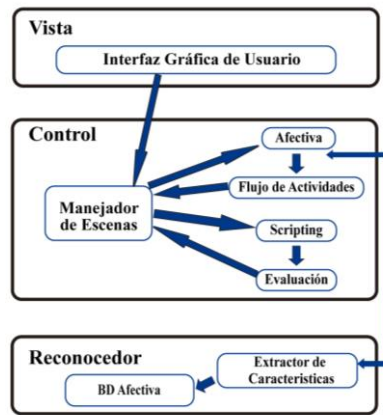 Vista
Interfaz Gráfica de Usuario
Control
Afectiva
Flujo de Actividades
Manejador
de Escenas
Scripting
Evaluación
Reconocedor
Extractor de
Caracteristicas
BD Afectiva